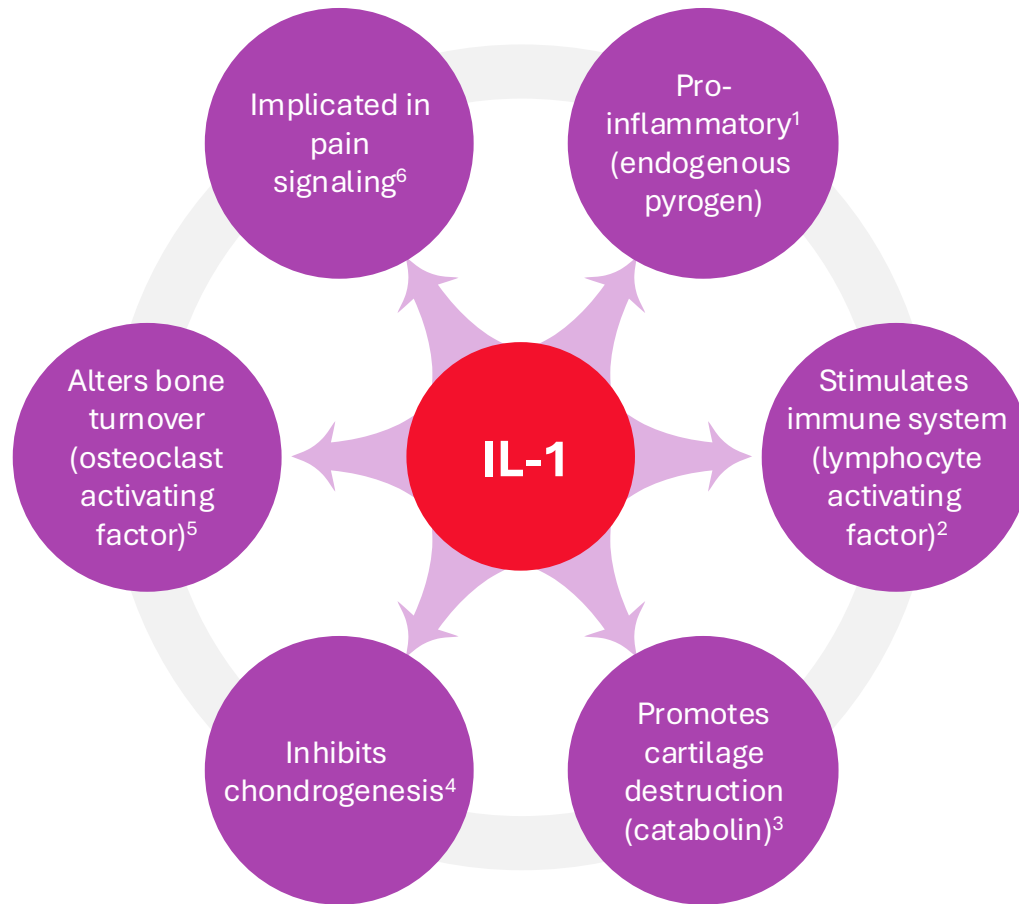 Implicated in
pain
signaling⁶
Pro-
inflammatory¹
(endogenous
pyrogen)
Alters bone
turnover
(osteoclast
activating
factor)⁵
IL-1
Stimulates
immune system
(lymphocyte
activating
factor)²
Inhibits
chondrogenesis⁴
Promotes
cartilage
destruction
(catabolin)³